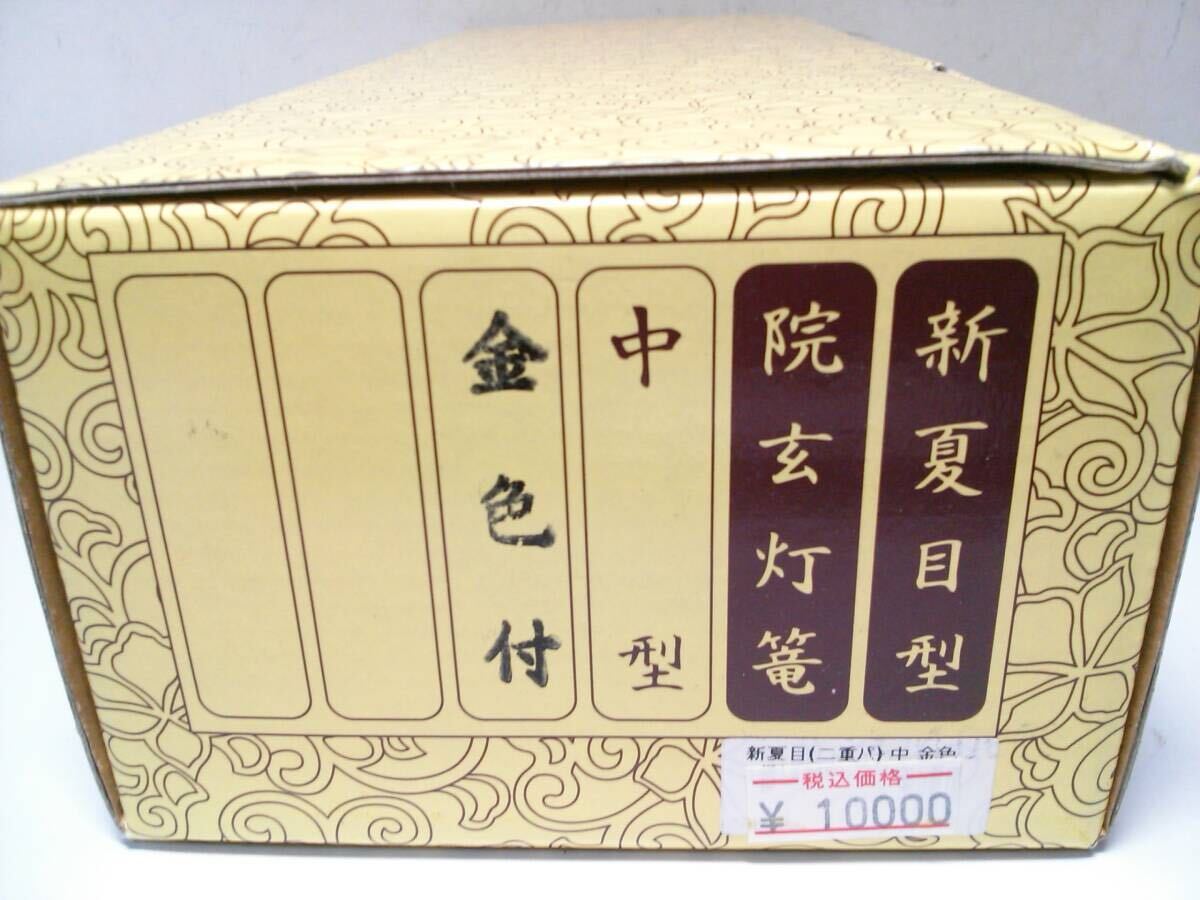 新夏目型
院玄灯篭
中型
金色付
新夏目(二重パ)中 金色
税込価格
¥ 10000